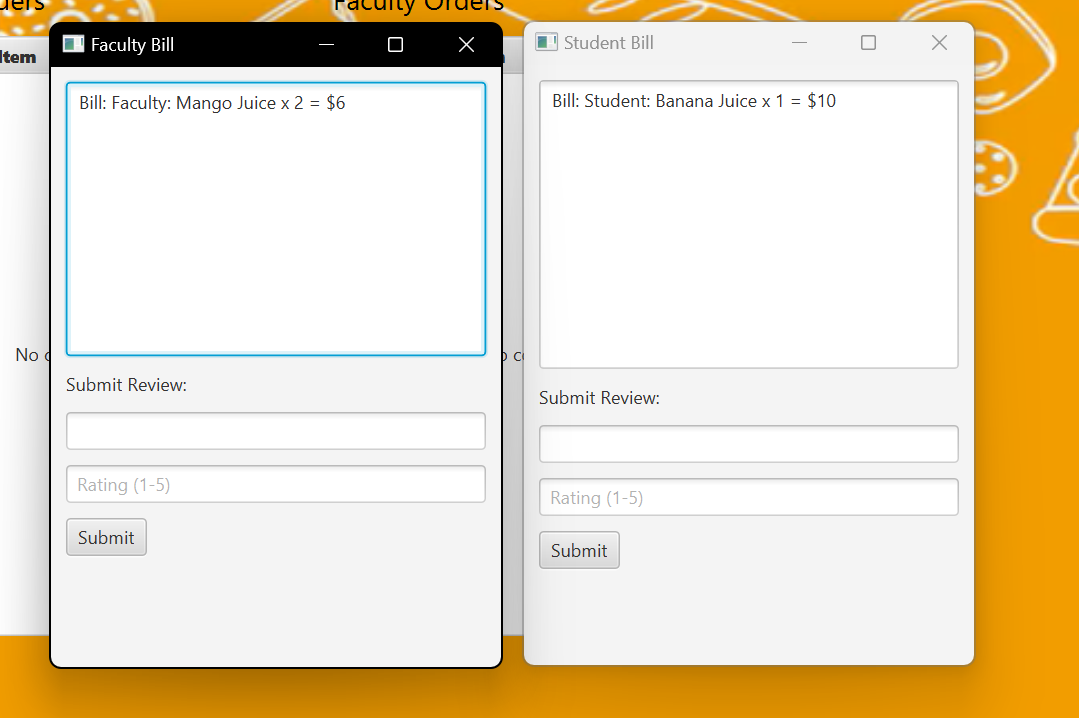 Faculty Orders
Item
Faculty Bill
Bill: Faculty: Mango Juice x 2 = $6
Submit Review:
Rating (1-5)
Submit
Student Bill
Bill: Student: Banana Juice x 1 = $10
Submit Review:
Rating (1-5)
Submit
No